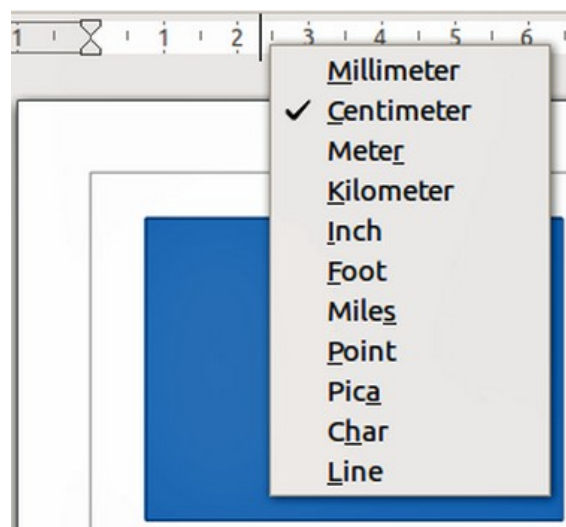 1 1 2 3 4 5 6
Millimeter
Centimeter
Meter
Kilometer
Inch
Foot
Miles
Point
Pica
Char
Line